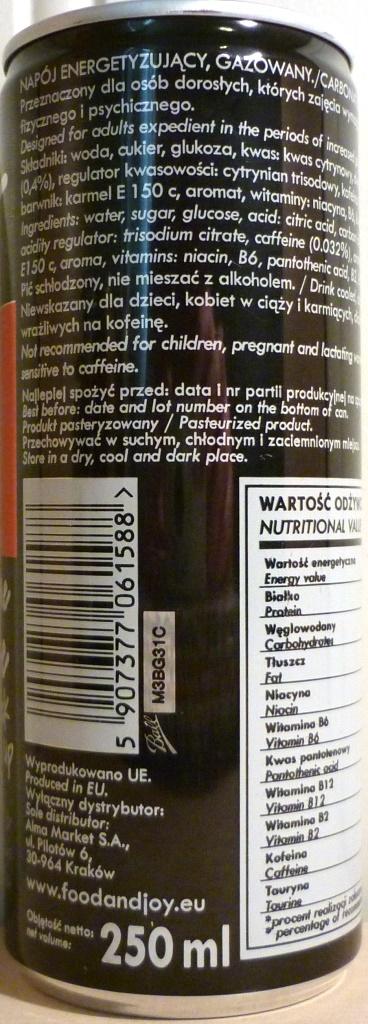 NAPÓJ ENERGETYZUJĄCY, GAZOWANY./
Przeznaczony dla osób dorosłych, których zajęcia
fizycznego i psychicznego.
Designed for adults expedient in the periods of
Składniki: woda, cukier, glukoza, kwas: kwas cytrynowy,
(0,4%), regulator kwasowości: cytrynian trisodowy,
barwnik: karmel E 150 c, aromat, witaminy: niacyna,
Ingredients: water, sugar, glucose, acid: citric acid,
acidity regulator: trisodium citrate, caffeine (0.032%),
E150 c, aroma, vitamins: niacin, B6, pantothenic acid,
Pić schłodzony, nie mieszać z alkoholem. / Drink
Niewskazany dla dzieci, kobiet w ciąży i karmiących,
wrażliwych na kofeinę.
Not recommended for children, pregnant and lactating
sensitive to caffeine.
Najlepiej spożyć przed: data i nr partii produkcyjnej na
Best before: date and lot number on the bottom of can.
Produkt pasteryzowany / Pasteurized product.
Przechowywać w suchym, chłodnym i zaciemnionym
Store in a dry, cool and dark place.
5 907377 061588 >
Ball
M3BG31C
Wyprodukowano UE.
Produced in EU.
Wyłączny dystrybutor:
Sole distributor:
Alma Market S.A.,
ul. Pilotów 6,
30-964 Kraków
www.foodandjoy.eu
Objętość netto:
net volume:
250 ml
WARTOŚĆ
NUTRITIONAL
Wartość energetyczna
Energy value
Białko
Protein
Węglowodany
Carbohydrates
Tłuszcz
Fat
Niacyna
Niacin
Witamina B6
Vitamin B6
Kwas pantotenowy
Pantothenic acid
Witamina B12
Vitamin B12
Witamina B2
Vitamin B2
Kofeina
Caffeine
Tauryna
Taurine
*procent realizacji
*percentage of